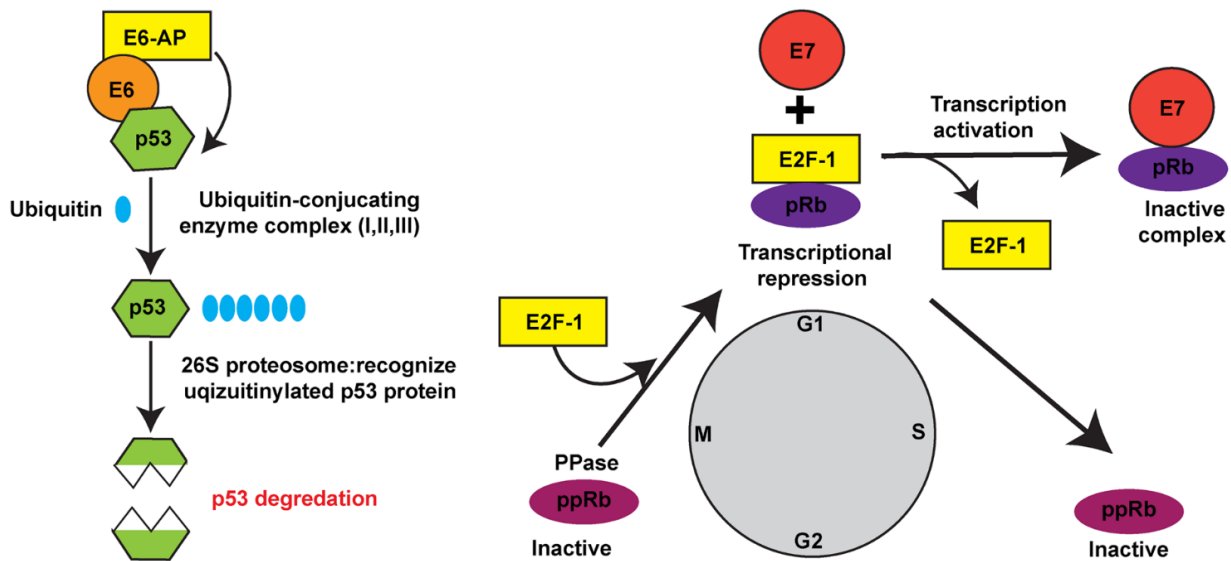 E6-AP
E6
p53
Ubiquitin
Ubiquitin-conjucating
enzyme complex (I,II,III)
p53
26S proteosome:recognize
uqizuitinylated p53 protein
p53 degredation
E7
+
E2F-1
pRb
Transcriptional
repression
Transcription
activation
E2F-1
E7
pRb
Inactive
complex
E2F-1
PPase
ppRb
Inactive
G1
M
S
G2
ppRb
Inactive